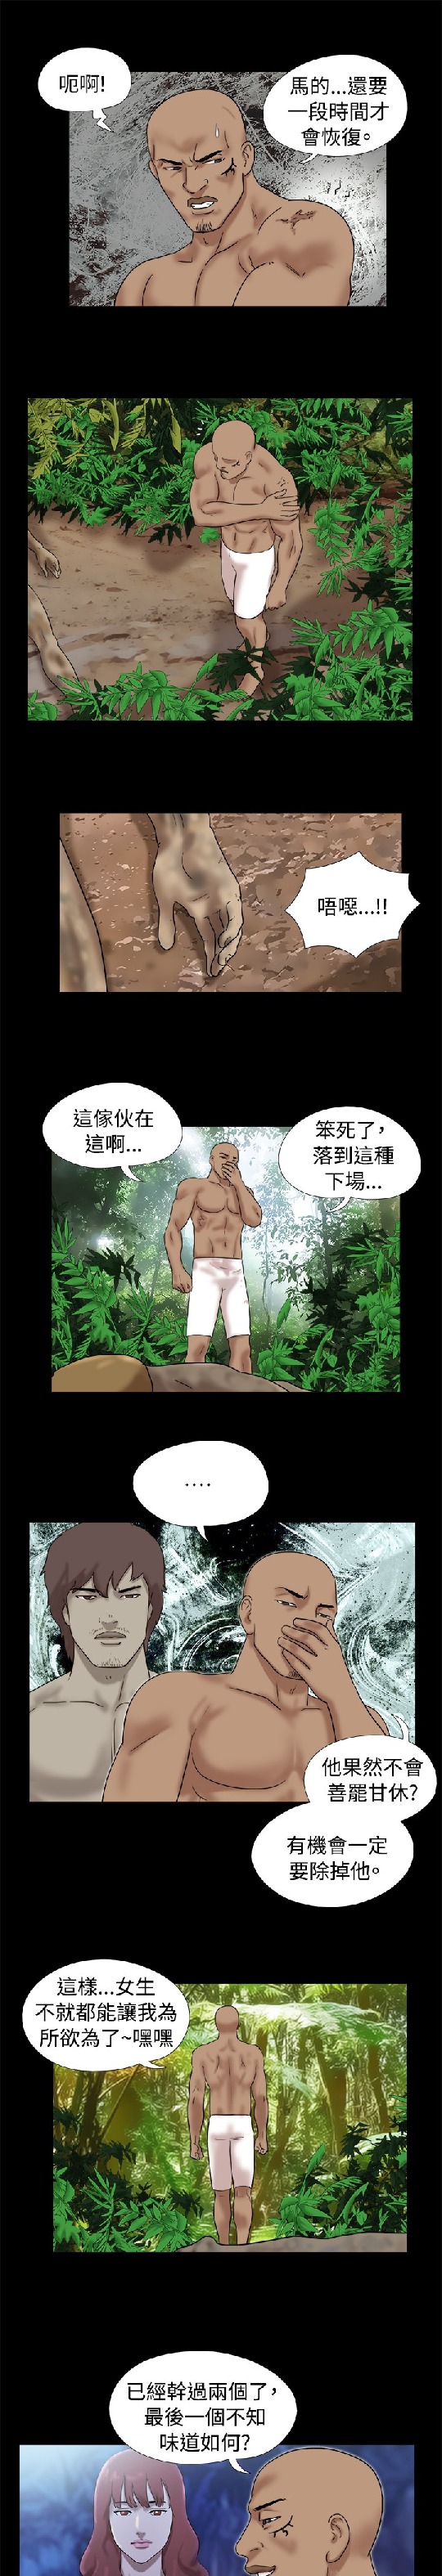 呃啊!
馬的...還要
一段時間才
會恢復。
唔噁...!!
這傢伙在
這啊...
笨死了,
落到這種
下場...
....
他果然不會
善罷甘休?
有機會一定
要除掉他。
這樣...女生
不就都能讓我為
所欲為了~嘿嘿
已經幹過兩個了,
最後一個不知
味道如何?